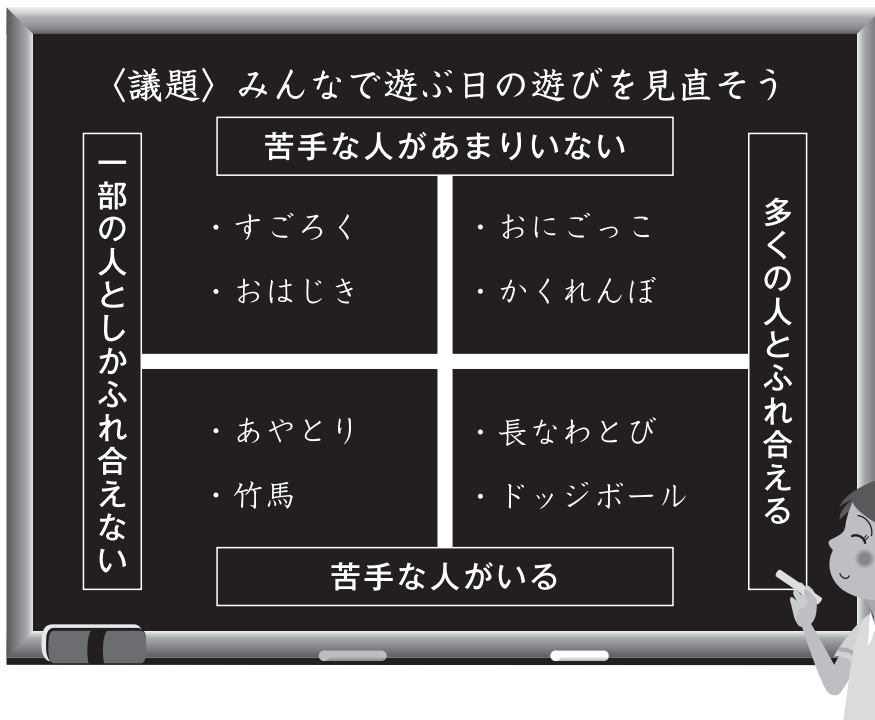 〈議題〉みんなで遊ぶ日の遊びを見直そう
苦手な人があまりいない
一部の人としかふれ合えない
多くの人とふれ合える
・すごろく
・おはじき
・おにごっこ
・かくれんぼ
・あやとり
・竹馬
・長なわとび
・ドッジボール
苦手な人がいる